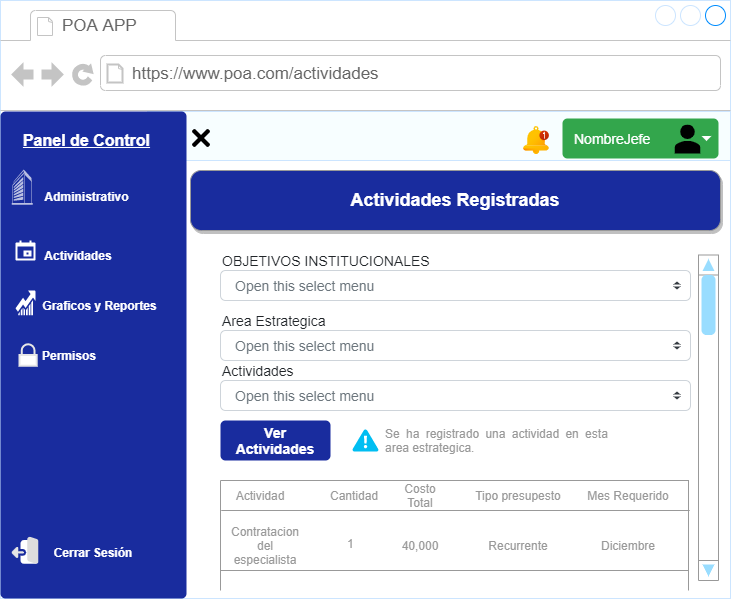 POA APP
https://www.poa.com/actividades
Panel de Control
Administrativo
Actividades
Graficos y Reportes
Permisos
Cerrar Sesión
1
NombreJefe
Actividades Registradas
OBJETIVOS INSTITUCIONALES
Open this select menu
Area Estrategica
Open this select menu
Actividades
Open this select menu
Ver
Actividades
Se ha registrado una actividad en esta
area estrategica.
Actividad Cantidad Costo Total Tipo presupesto Mes Requerido
Contratacion del especialista 1 40,000 Recurrente Diciembre